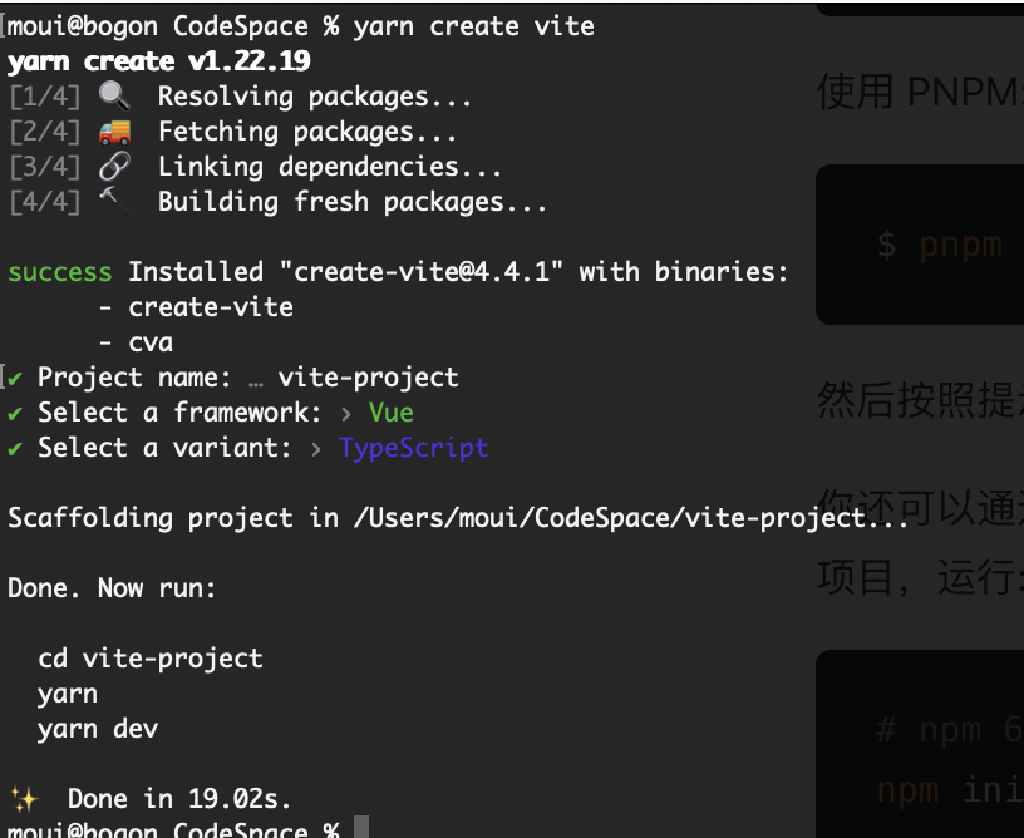 moui@bogon CodeSpace % yarn create vite
yarn create v1.22.19
[1/4] 🔍 Resolving packages...
[2/4] 🚚 Fetching packages...
[3/4] 🔗 Linking dependencies...
[4/4] 🔨 Building fresh packages...
success Installed "create-vite@4.4.1" with binaries:
- create-vite
- cva
✔ Project name: … vite-project
✔ Select a framework: › Vue
✔ Select a variant: › TypeScript
Scaffolding project in /Users/moui/CodeSpace/vite-project...
Done. Now run:
cd vite-project
yarn
yarn dev
✨ Done in 19.02s.
moui@bogon CodeSpace %
使用 PNPM
$ pnpm
然后按照提
你还可以通
项目，运行:
# npm 6
npm ini